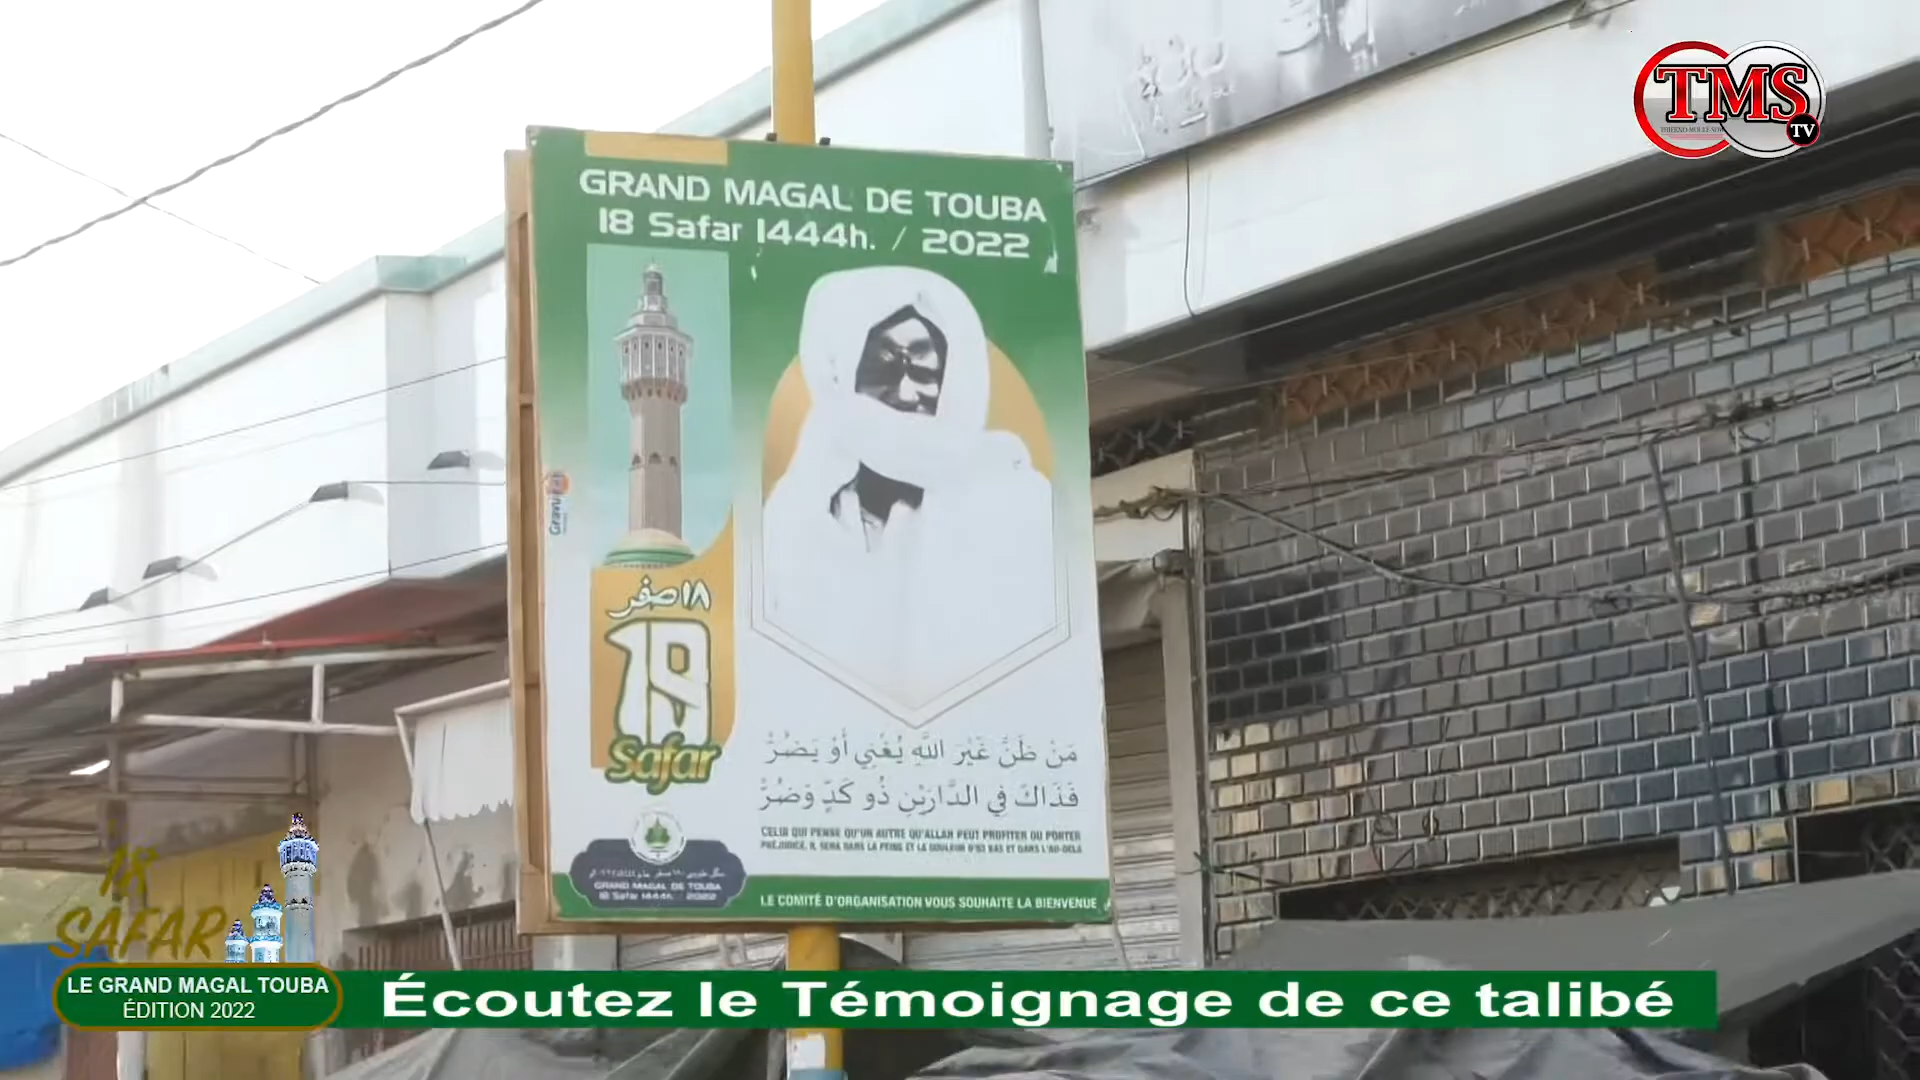 TMS
TV
GRAND MAGAL DE TOUBA
18 Safar 1444h. / 2022
١٨ صفر
18
safar
مَنْ ظَنَّ غَيْرَ اللَّهِ يُغْنِي أَوْ يَضُرّْ
فَذَاكَ فِي الدَّارَيْنِ ذُو كَدٍّ وَضُرّْ
CELUI QUI PENSE QU'UN AUTRE QU'ALLAH PEUT PROFITER OU PORTER
PRÉJUDICE, IL SERA DANS LA PEINE ET LA DOULEUR D'ICI BAS ET DANS L'AU-DELA
GRAND MAGAL DE TOUBA
18 Safar 1444h. 2022
LE COMITÉ D'ORGANISATION VOUS SOUHAITE LA BIENVENUE
18
SAFAR
LE GRAND MAGAL TOUBA
ÉDITION 2022
Écoutez le Témoignage de ce talibé